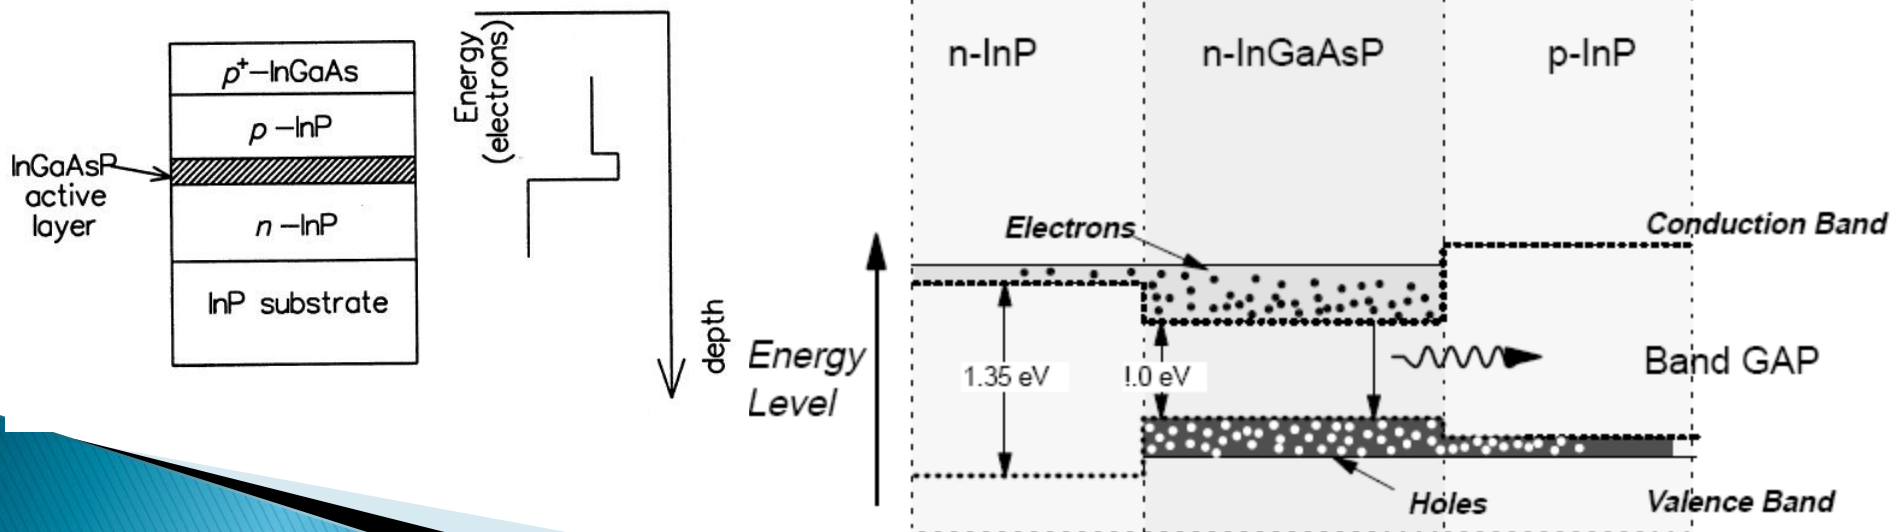 p⁺–InGaAs
p –InP
InGaAsP
active
layer
n –InP
InP substrate
Energy
(electrons)
depth
n-InP
n-InGaAsP
p-InP
Electrons
Conduction Band
Energy
Level
1.35 eV
!.0 eV
Band GAP
Holes
Valence Band